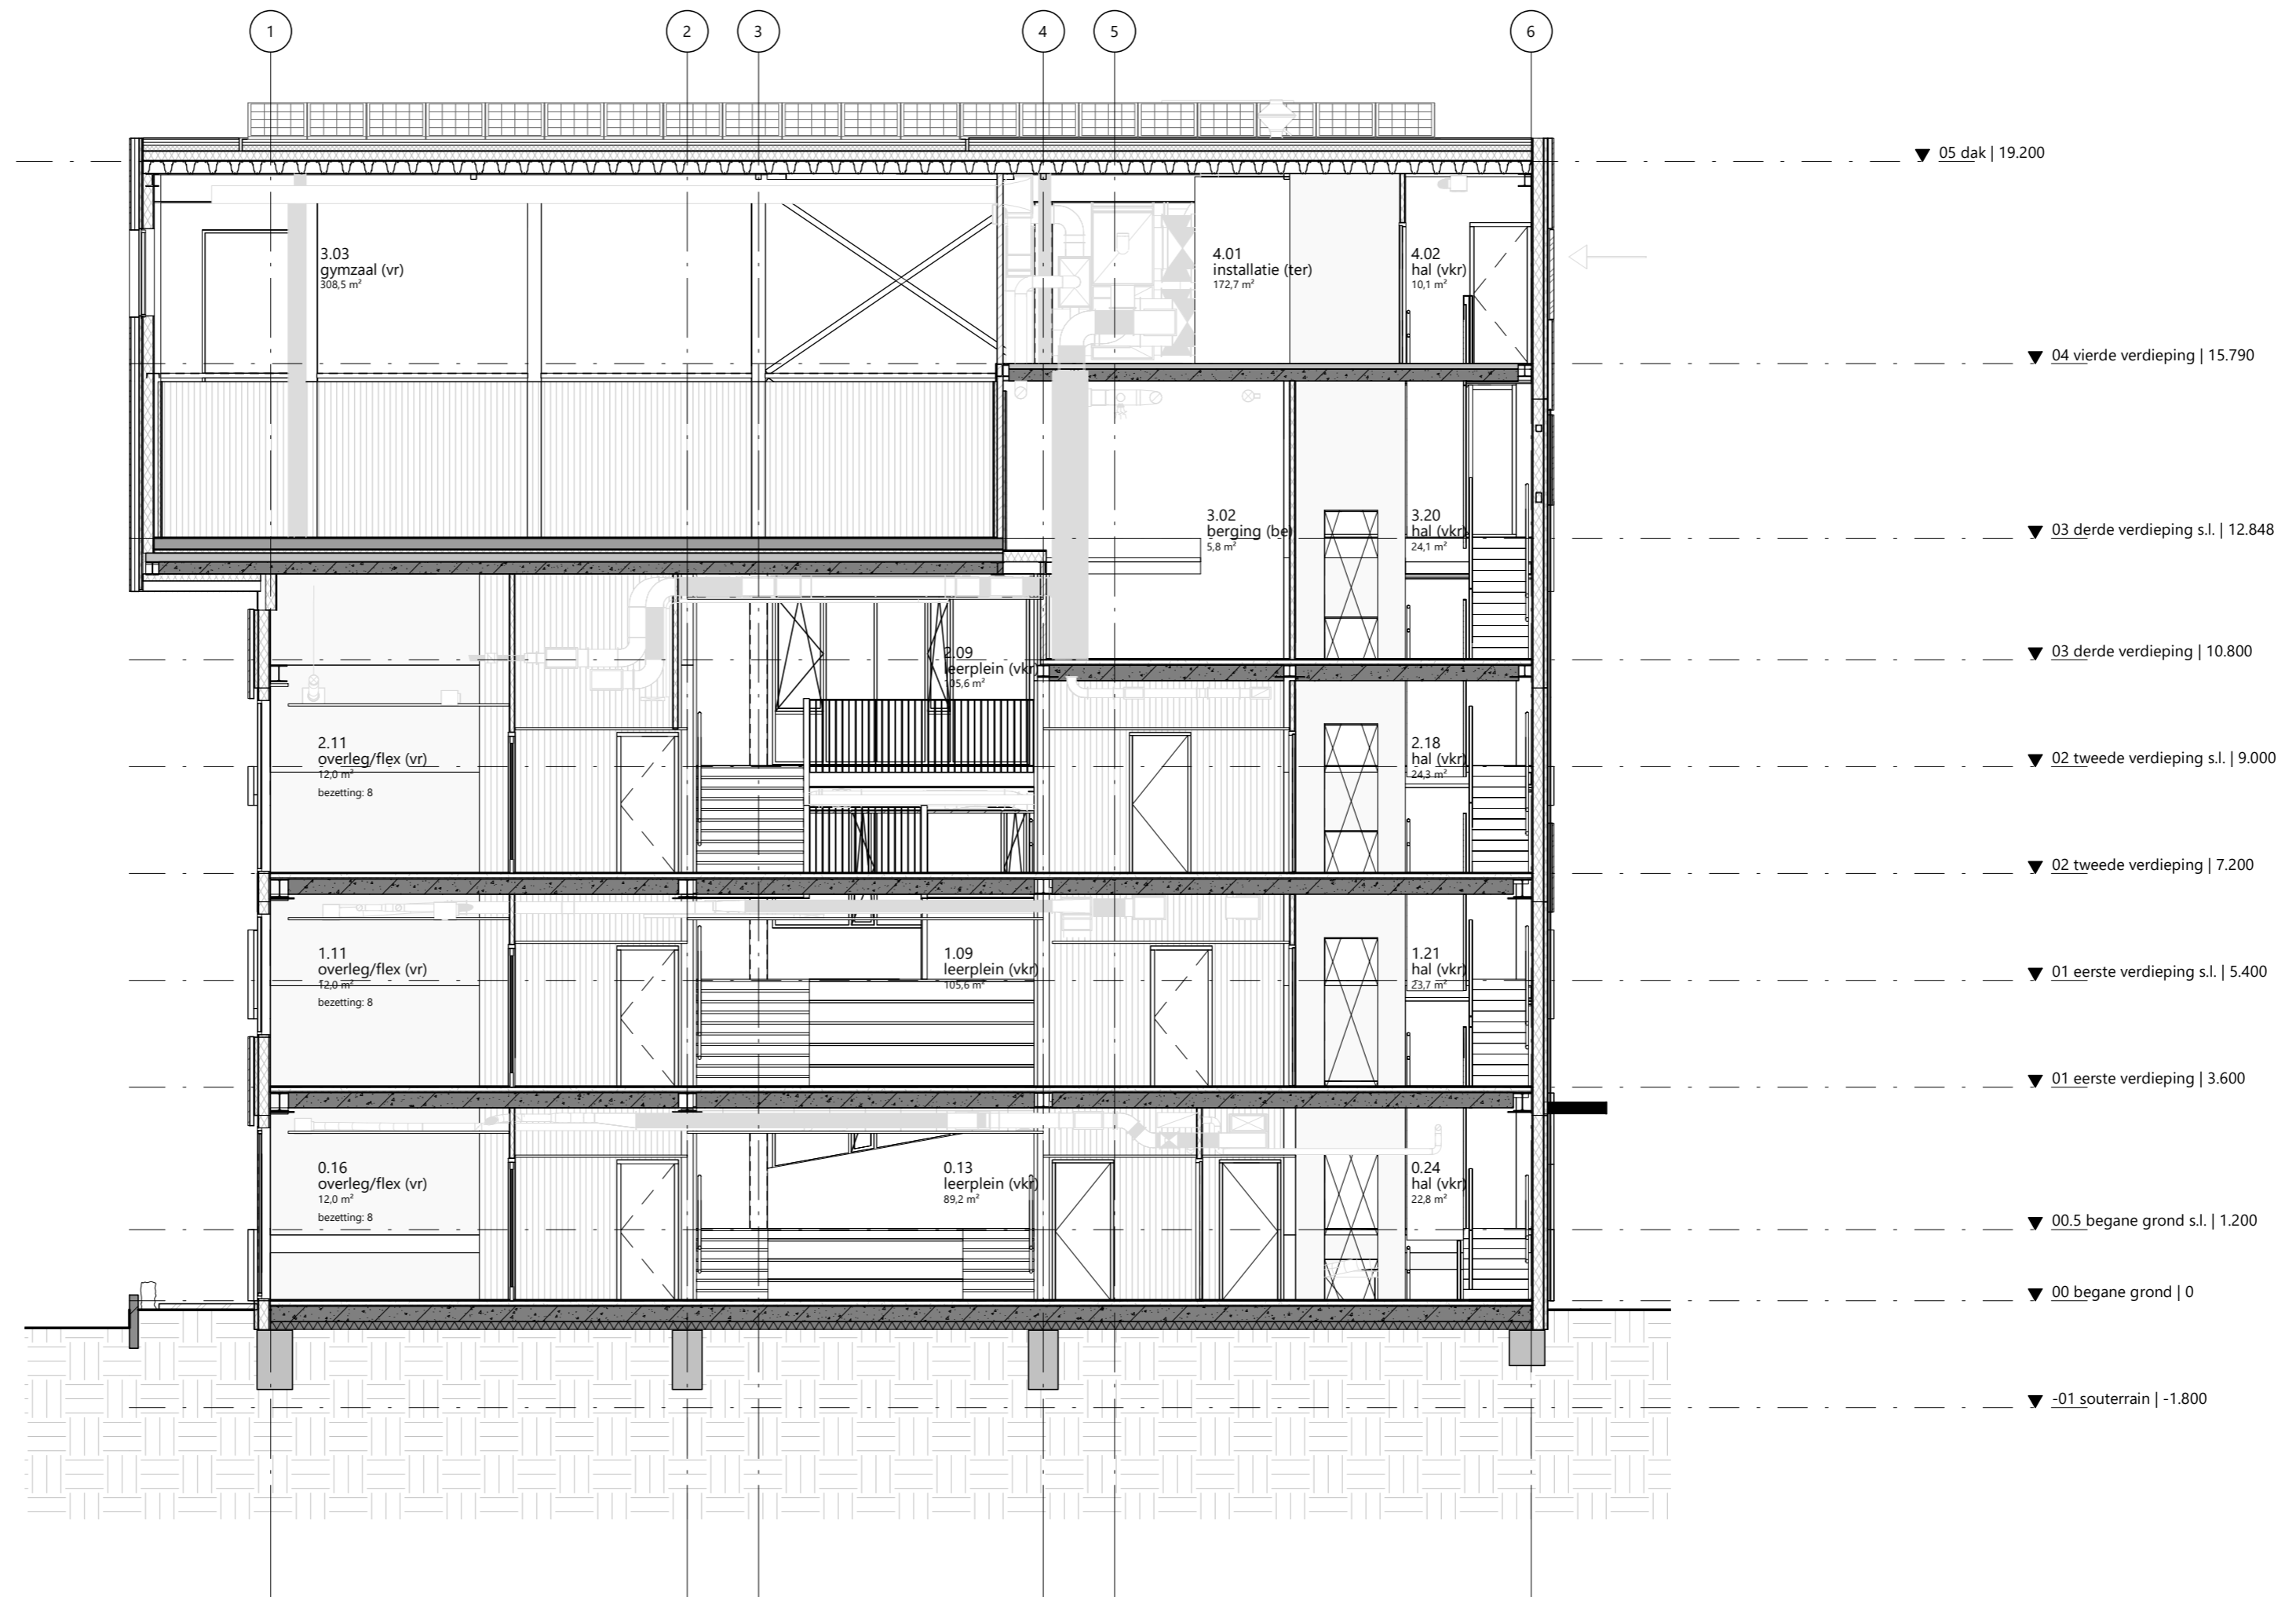 1
2
3
4
5
6
05 dak | 19.200
3.03
gymzaal (vr)
308,5 m²
4.01
installatie (ter)
172,7 m²
4.02
hal (vkr)
10,1 m²
04 vierde verdieping | 15.790
3.02
berging (be)
5,8 m²
3.20
hal (vkr)
24,1 m²
03 derde verdieping s.l. | 12.848
2.09
leerplein (vkr)
105,6 m²
03 derde verdieping | 10.800
2.11
overleg/flex (vr)
12,0 m²
bezetting: 8
2.18
hal (vkr)
24,3 m²
02 tweede verdieping s.l. | 9.000
02 tweede verdieping | 7.200
1.11
overleg/flex (vr)
12,0 m²
bezetting: 8
1.09
leerplein (vkr)
105,6 m²
1.21
hal (vkr)
23,7 m²
01 eerste verdieping s.l. | 5.400
01 eerste verdieping | 3.600
0.16
overleg/flex (vr)
12,0 m²
bezetting: 8
0.13
leerplein (vkr)
89,2 m²
0.24
hal (vkr)
22,8 m²
00.5 begane grond s.l. | 1.200
00 begane grond | 0
-01 souterrain | -1.800